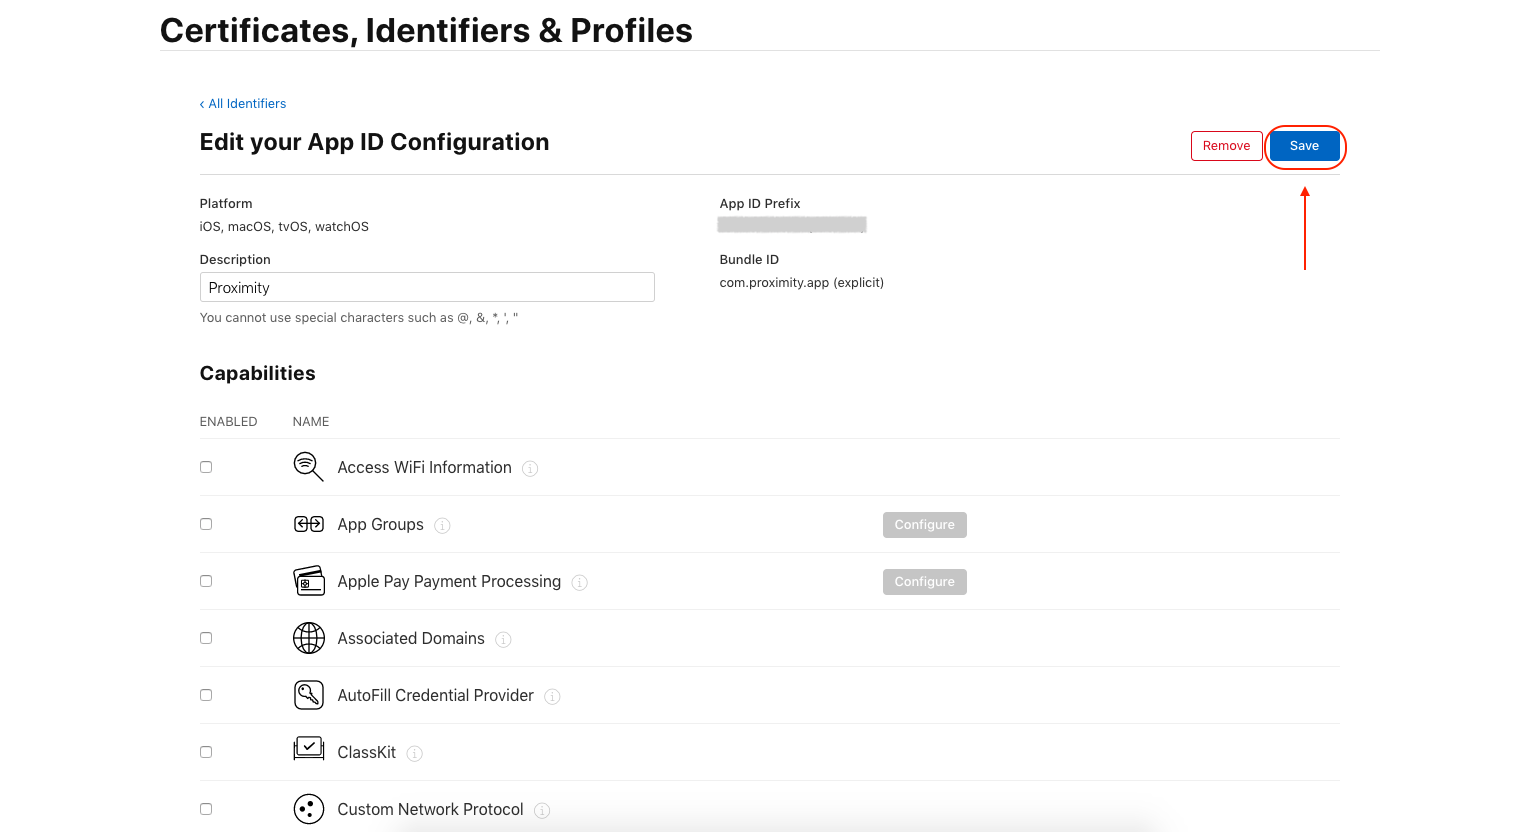 Certificates, Identifiers & Profiles
‹ All Identifiers
Edit your App ID Configuration
Remove
Save
Platform
App ID Prefix
iOS, macOS, tvOS, watchOS
Description
Bundle ID
Proximity
com.proximity.app (explicit)
You cannot use special characters such as @, &, *, ', "
Capabilities
ENABLED
NAME
Access WiFi Information
App Groups
Configure
Apple Pay Payment Processing
Configure
Associated Domains
AutoFill Credential Provider
ClassKit
Custom Network Protocol